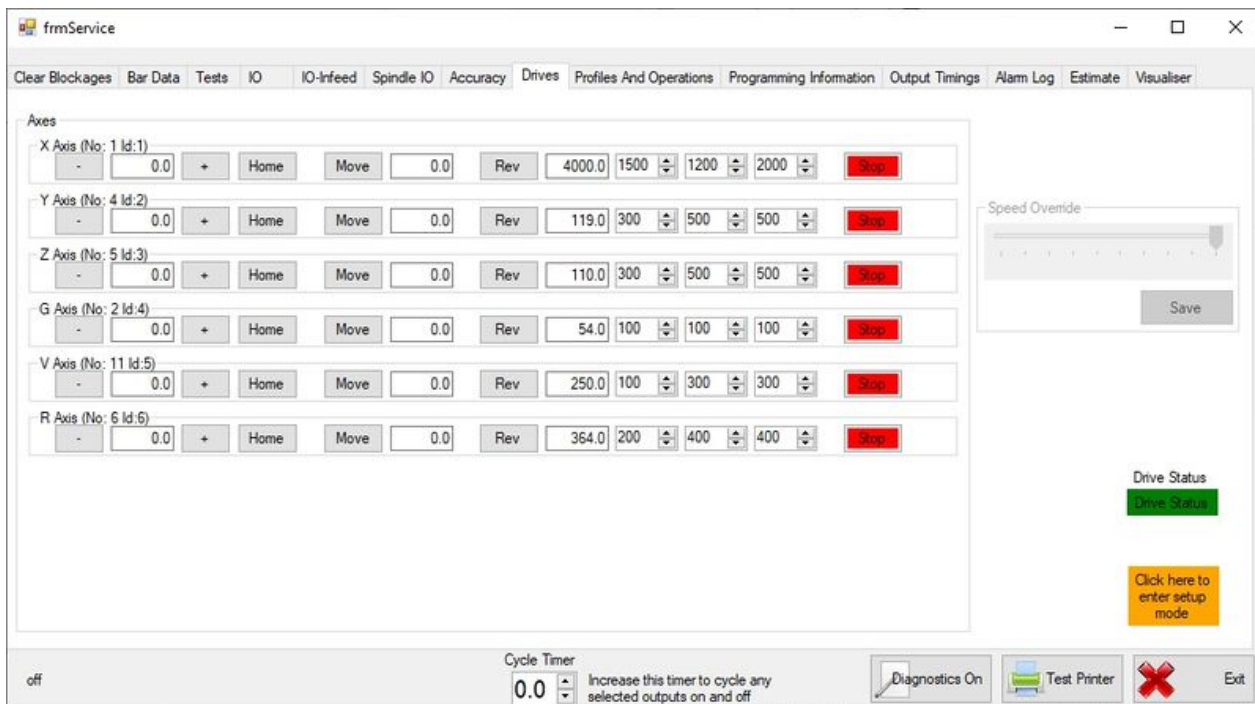 frmService
Clear Blockages Bar Data Tests IO IO-Infeed Spindle IO Accuracy Drives Profiles And Operations Programming Information Output Timings Alarm Log Estimate Visualiser
Axes
X Axis (No: 1 Id:1)
- 0.0 + Home Move 0.0 Rev 4000.0 1500 1200 2000 Stop
Y Axis (No: 4 Id:2)
- 0.0 + Home Move 0.0 Rev 119.0 300 500 500 Stop
Z Axis (No: 5 Id:3)
- 0.0 + Home Move 0.0 Rev 110.0 300 500 500 Stop
G Axis (No: 2 Id:4)
- 0.0 + Home Move 0.0 Rev 54.0 100 100 100 Stop
V Axis (No: 11 Id:5)
- 0.0 + Home Move 0.0 Rev 250.0 100 300 300 Stop
R Axis (No: 6 Id:6)
- 0.0 + Home Move 0.0 Rev 364.0 200 400 400 Stop
Speed Override
Save
Drive Status
Drive Status
Click here to
enter setup
mode
off
Cycle Timer
0.0
Increase this timer to cycle any
selected outputs on and off
Diagnostics On
Test Printer
Exit